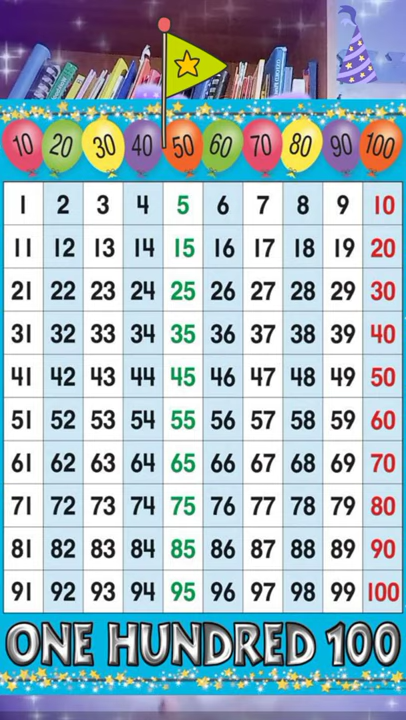 10 20 30 40 50 60 70 80 90 100
1 2 3 4 5 6 7 8 9 10
11 12 13 14 15 16 17 18 19 20
21 22 23 24 25 26 27 28 29 30
31 32 33 34 35 36 37 38 39 40
41 42 43 44 45 46 47 48 49 50
51 52 53 54 55 56 57 58 59 60
61 62 63 64 65 66 67 68 69 70
71 72 73 74 75 76 77 78 79 80
81 82 83 84 85 86 87 88 89 90
91 92 93 94 95 96 97 98 99 100
ONE HUNDRED 100